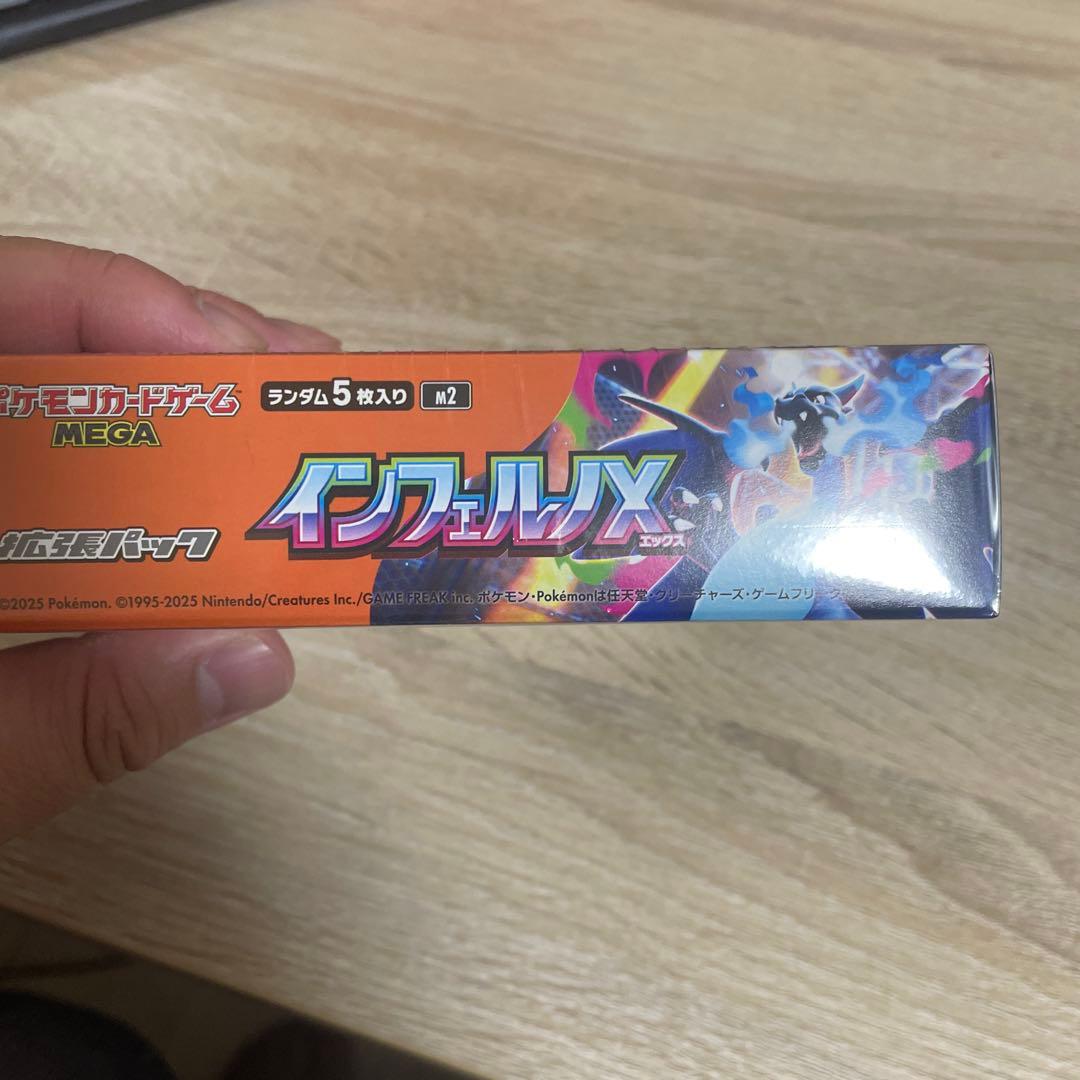 ポケモンカードゲーム
MEGA
ランダム5枚入り M2
拡張パック
インフェルノX
エックス
©2025 Pokémon. ©1995-2025 Nintendo/Creatures Inc./GAME FREAK inc. ポケモン・Pokémonは任天堂・クリーチャーズ・ゲームフリーク